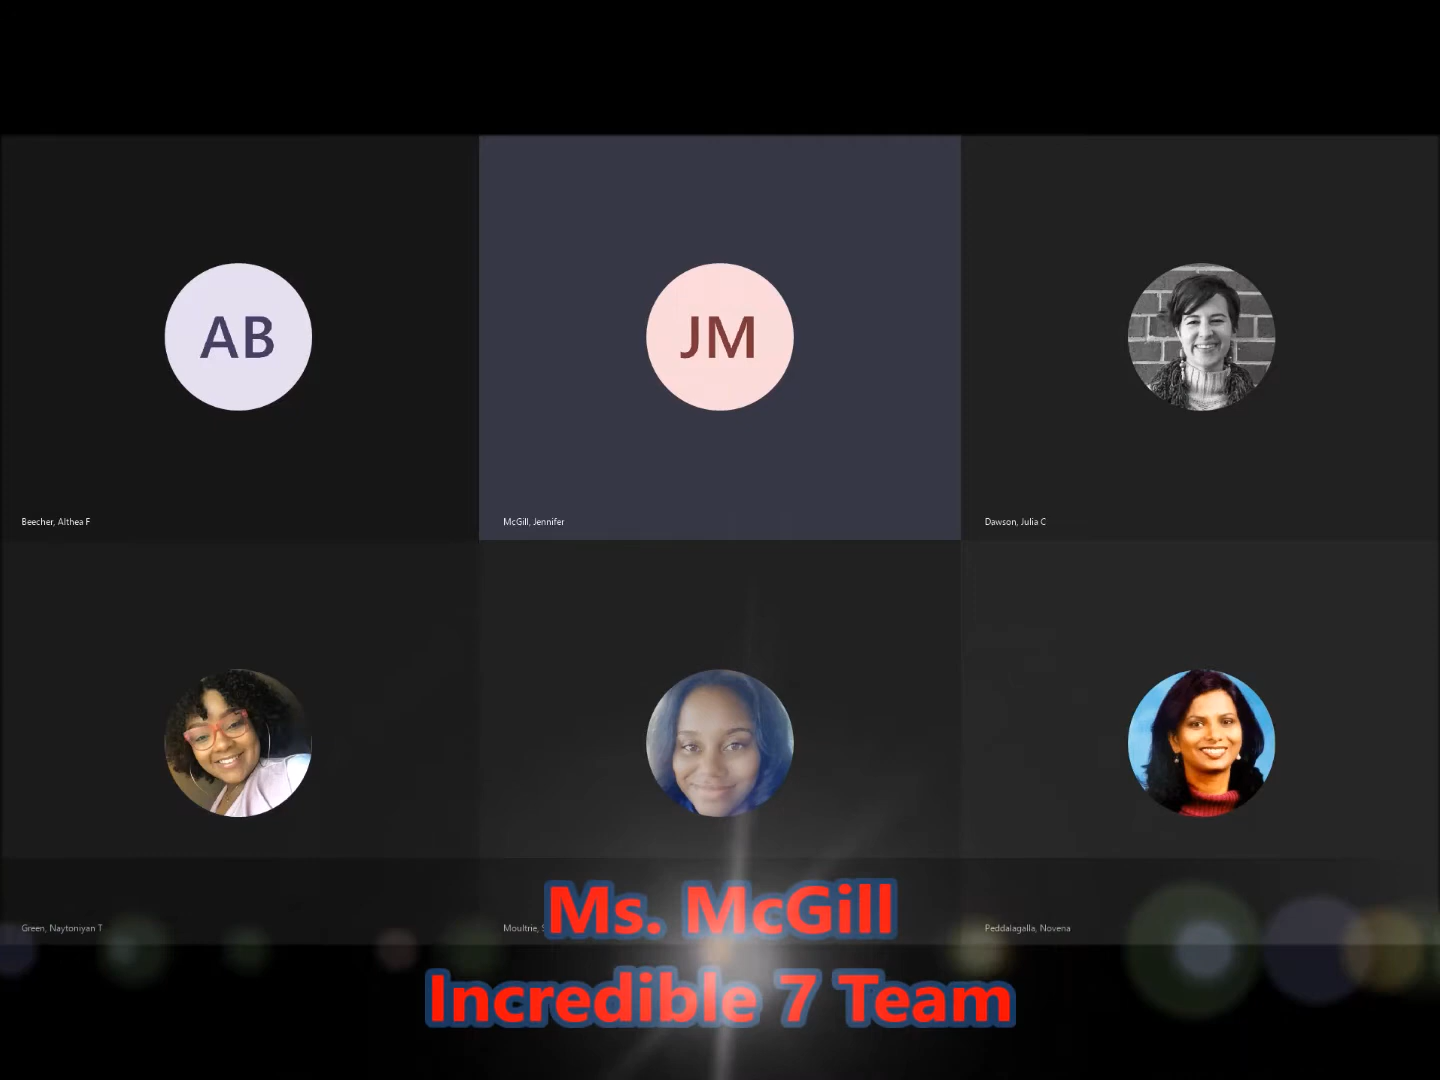 AB
JM
Beecher, Althea F
McGill, Jennifer
Dawson, Julia C
Green, Naytoniyan T
Moultrie,
Peddalagalla, Novena
Ms. McGill
Incredible 7 Team